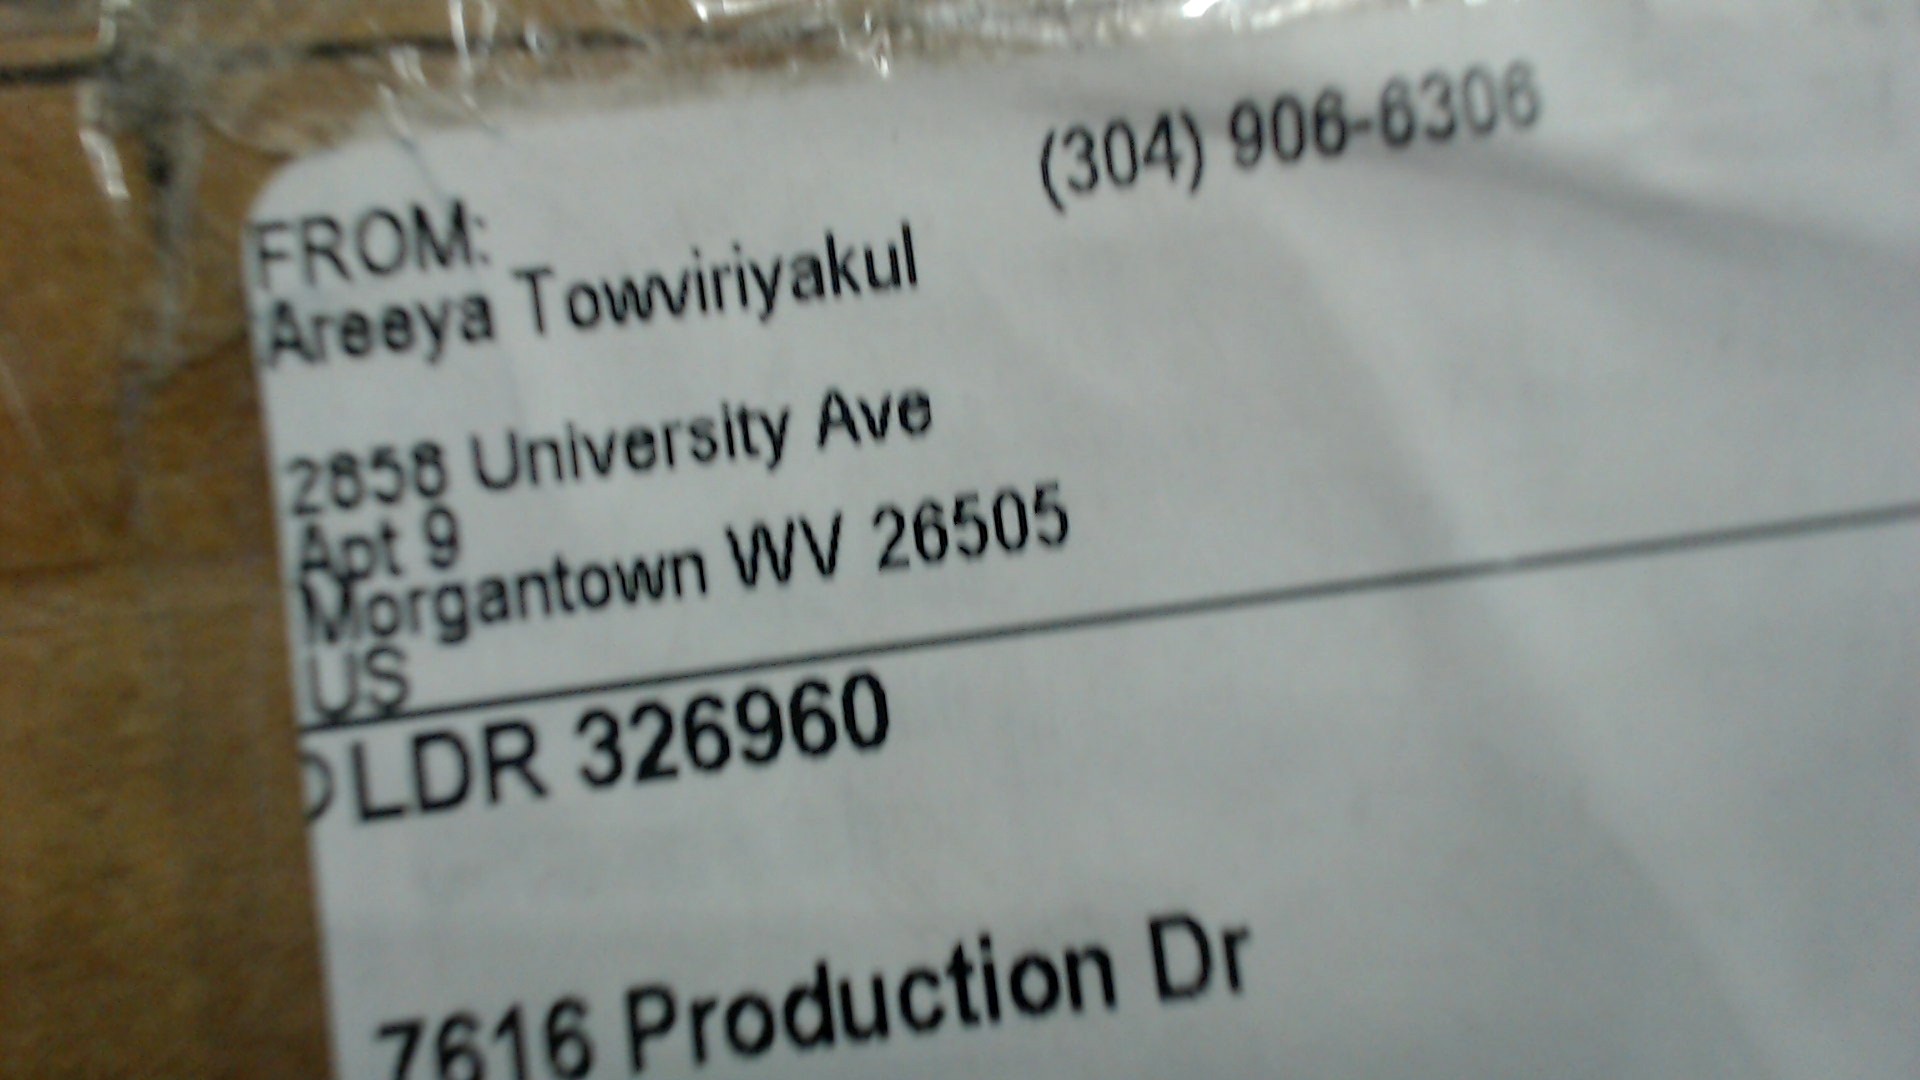 (304) 906-6306
FROM:
Areeya Towviriyakul
2858 University Ave
Apt 9
Morgantown WV 26505
US
LDR 326960
7616 Production Dr